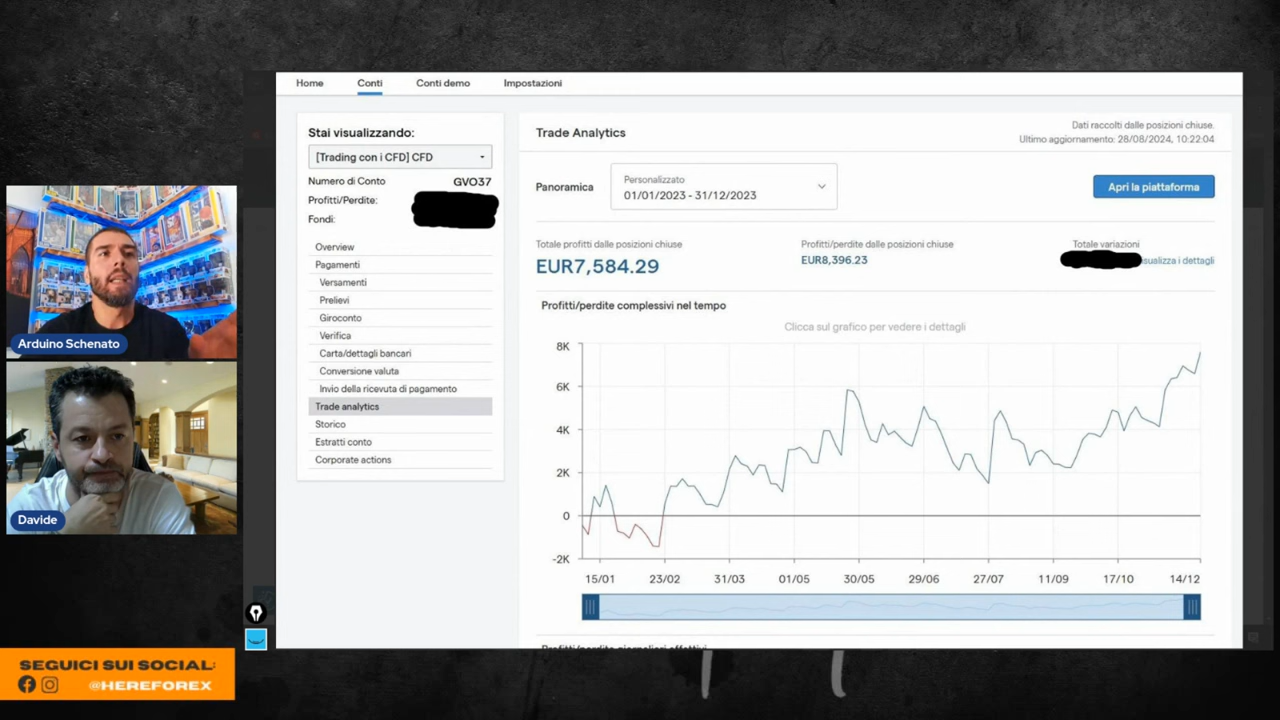 Home Conti Conti demo Impostazioni
Stai visualizzando:
[Trading con i CFD] CFD
Numero di Conto GVO37
Profitti/Perdite:
Fondi:
Overview
Pagamenti
Versamenti
Prelievi
Giroconto
Verifica
Carta/dettagli bancari
Conversione valuta
Invio della ricevuta di pagamento
Trade analytics
Storico
Estratti conto
Corporate actions
Trade Analytics
Dati raccolti dalle posizioni chiuse.
Ultimo aggiornamento: 28/08/2024, 10:22:04
Panoramica
Personalizzato
01/01/2023 - 31/12/2023
Apri la piattaforma
Totale profitti dalle posizioni chiuse
EUR7,584.29
Profitti/perdite dalle posizioni chiuse
EUR8,396.23
Totale variazioni
sualizza i dettagli
Profitti/perdite complessivi nel tempo
Clicca sul grafico per vedere i dettagli
8K
6K
4K
2K
0
-2K
15/01 23/02 31/03 01/05 30/05 29/06 27/07 11/09 17/10 14/12
Arduino Schenato
Davide
SEGUICI SUI SOCIAL:
@HEREFOREX